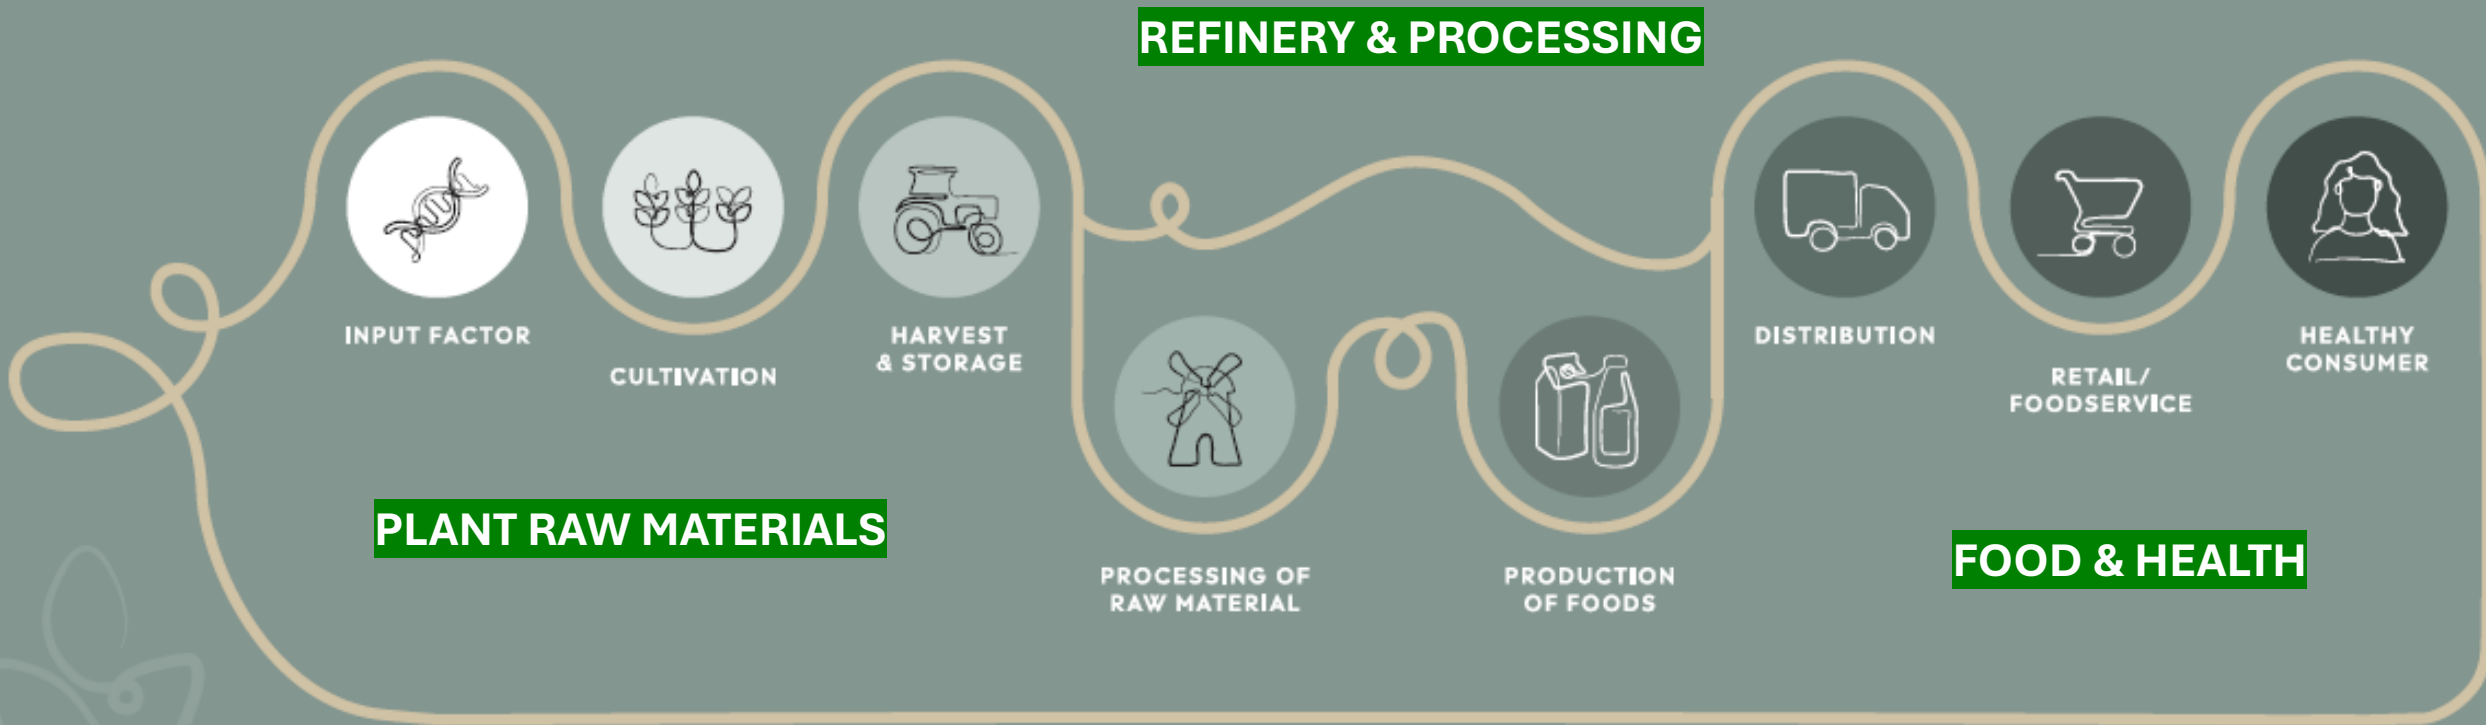 REFINERY & PROCESSING
INPUT FACTOR
CULTIVATION
HARVEST
& STORAGE
PROCESSING OF
RAW MATERIAL
PRODUCTION
OF FOODS
DISTRIBUTION
RETAIL/
FOODSERVICE
HEALTHY
CONSUMER
PLANT RAW MATERIALS
FOOD & HEALTH